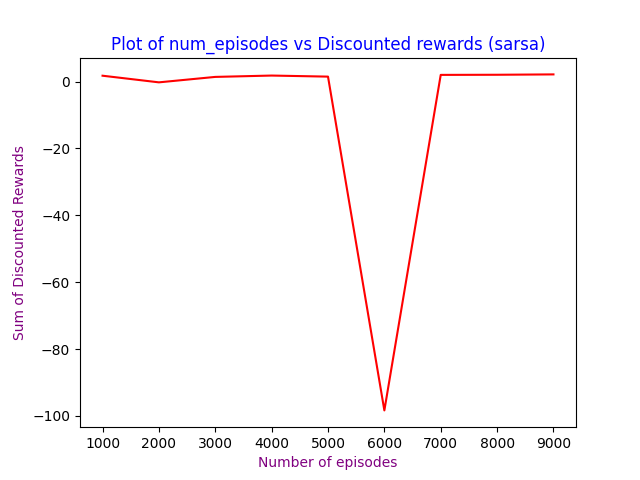 Plot of num_episodes vs Discounted rewards (sarsa)
Sum of Discounted Rewards
0
−20
−40
−60
−80
−100
1000 2000 3000 4000 5000 6000 7000 8000 9000
Number of episodes